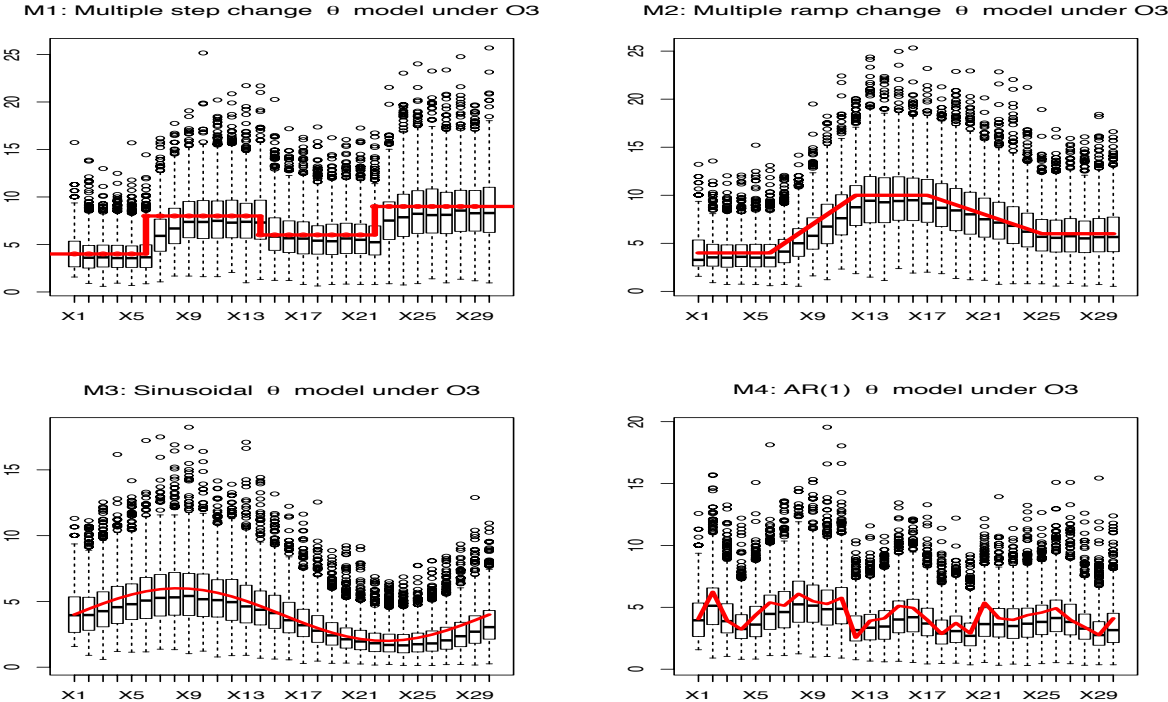 M1: Multiple step change θ model under O3
25
20
15
10
5
0
X1 X5 X9 X13 X17 X21 X25 X29
M2: Multiple ramp change θ model under O3
25
20
15
10
5
0
X1 X5 X9 X13 X17 X21 X25 X29
M3: Sinusoidal θ model under O3
15
10
5
0
X1 X5 X9 X13 X17 X21 X25 X29
M4: AR(1) θ model under O3
20
15
10
5
0
X1 X5 X9 X13 X17 X21 X25 X29